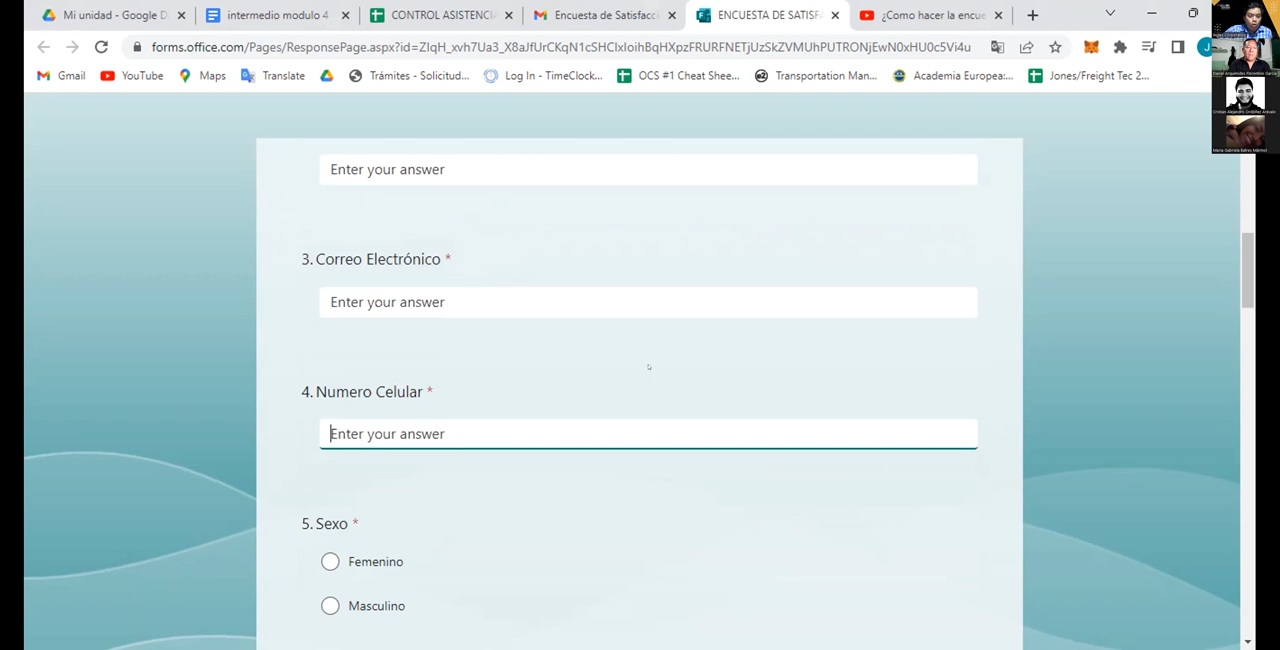 Mi unidad - Google D
intermedio modulo 4
CONTROL ASISTENCIA
Encuesta de Satisfacc
ENCUESTA DE SATISF
¿Como hacer la encue
forms.office.com/Pages/ResponsePage.aspx?id=ZIqH_xvh7Ua3_X8aJfUrCKqN1cSHCixIoihBqHXpzFRURFNETjUzSkZVMUhPUTRONjEwN0xHU0c5Vi4u
Gmail
YouTube
Maps
Translate
Trámites - Solicitud...
Log In - TimeClock...
OCS #1 Cheat Shee...
Transportation Man...
Academia Europea:...
Jones/Freight Tec 2...
Enter your answer
3. Correo Electrónico *
Enter your answer
4. Numero Celular *
Enter your answer
5. Sexo *
Femenino
Masculino